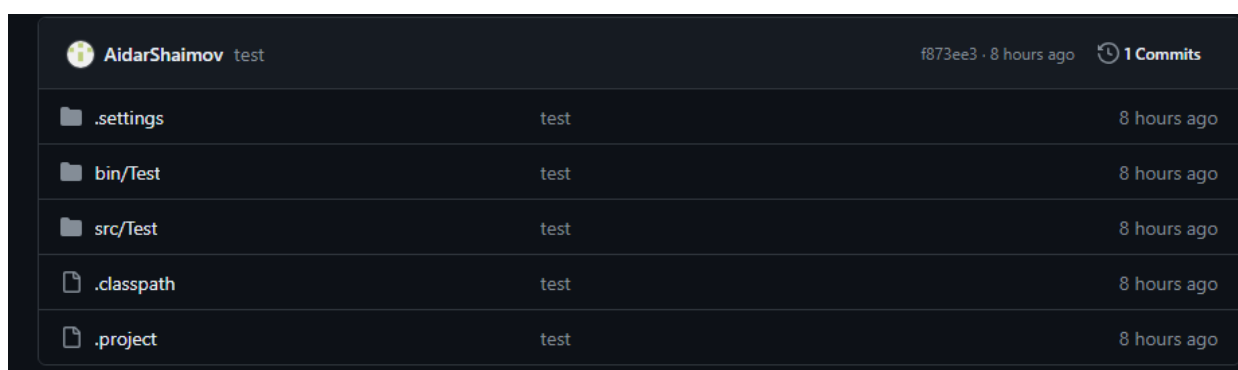 AidarShaimov test f873ee3 · 8 hours ago 1 Commits
.settings test 8 hours ago
bin/Test test 8 hours ago
src/Test test 8 hours ago
.classpath test 8 hours ago
.project test 8 hours ago